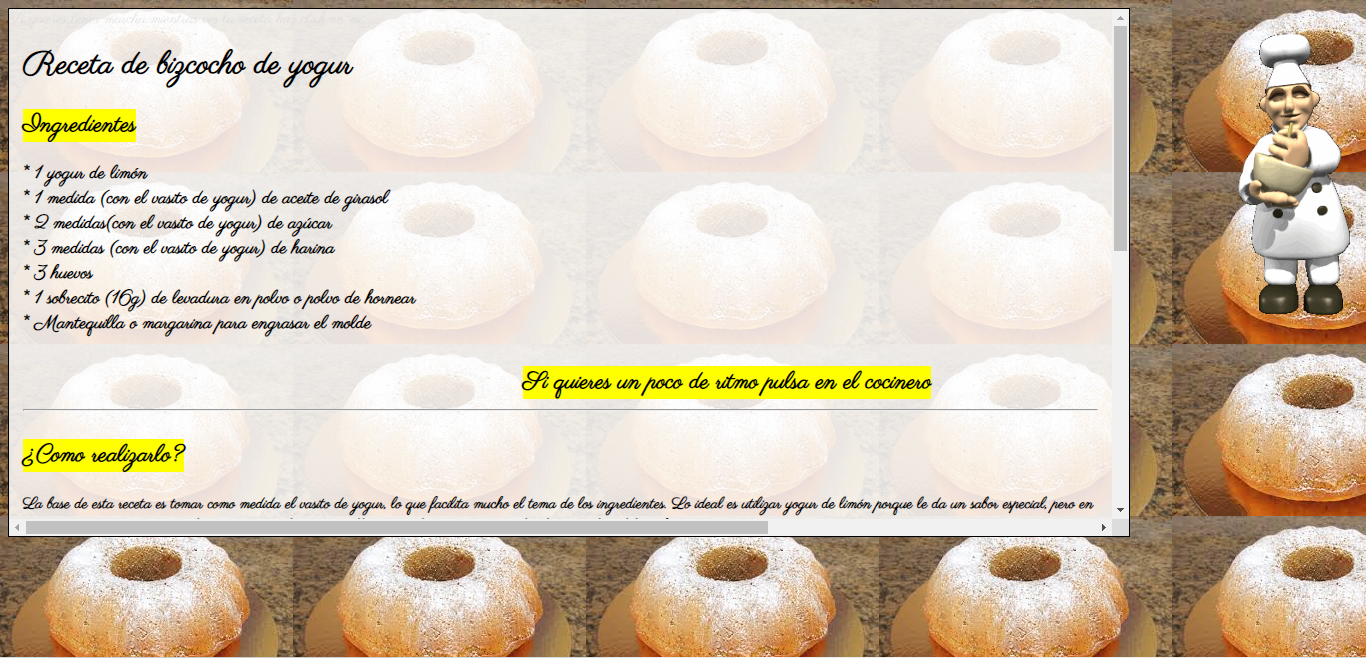 Receta de bizcocho de yogur
Ingredientes
* 1 yogur de limón
* 1 medida (con el vasito de yogur) de aceite de girasol
* 2 medidas(con el vasito de yogur) de azúcar
* 3 medidas (con el vasito de yogur) de harina
* 3 huevos
* 1 sobrecito (16g) de levadura en polvo o polvo de hornear
* Mantequilla o margarina para engrasar el molde
Si quieres un poco de ritmo pulsa en el cocinero
¿Como realizarlo?
La base de esta receta es tomar como medida el vasito de yogur, lo que facilita mucho el tema de los ingredientes. Lo ideal es utilizar yogur de limón porque le da un sabor especial, pero en